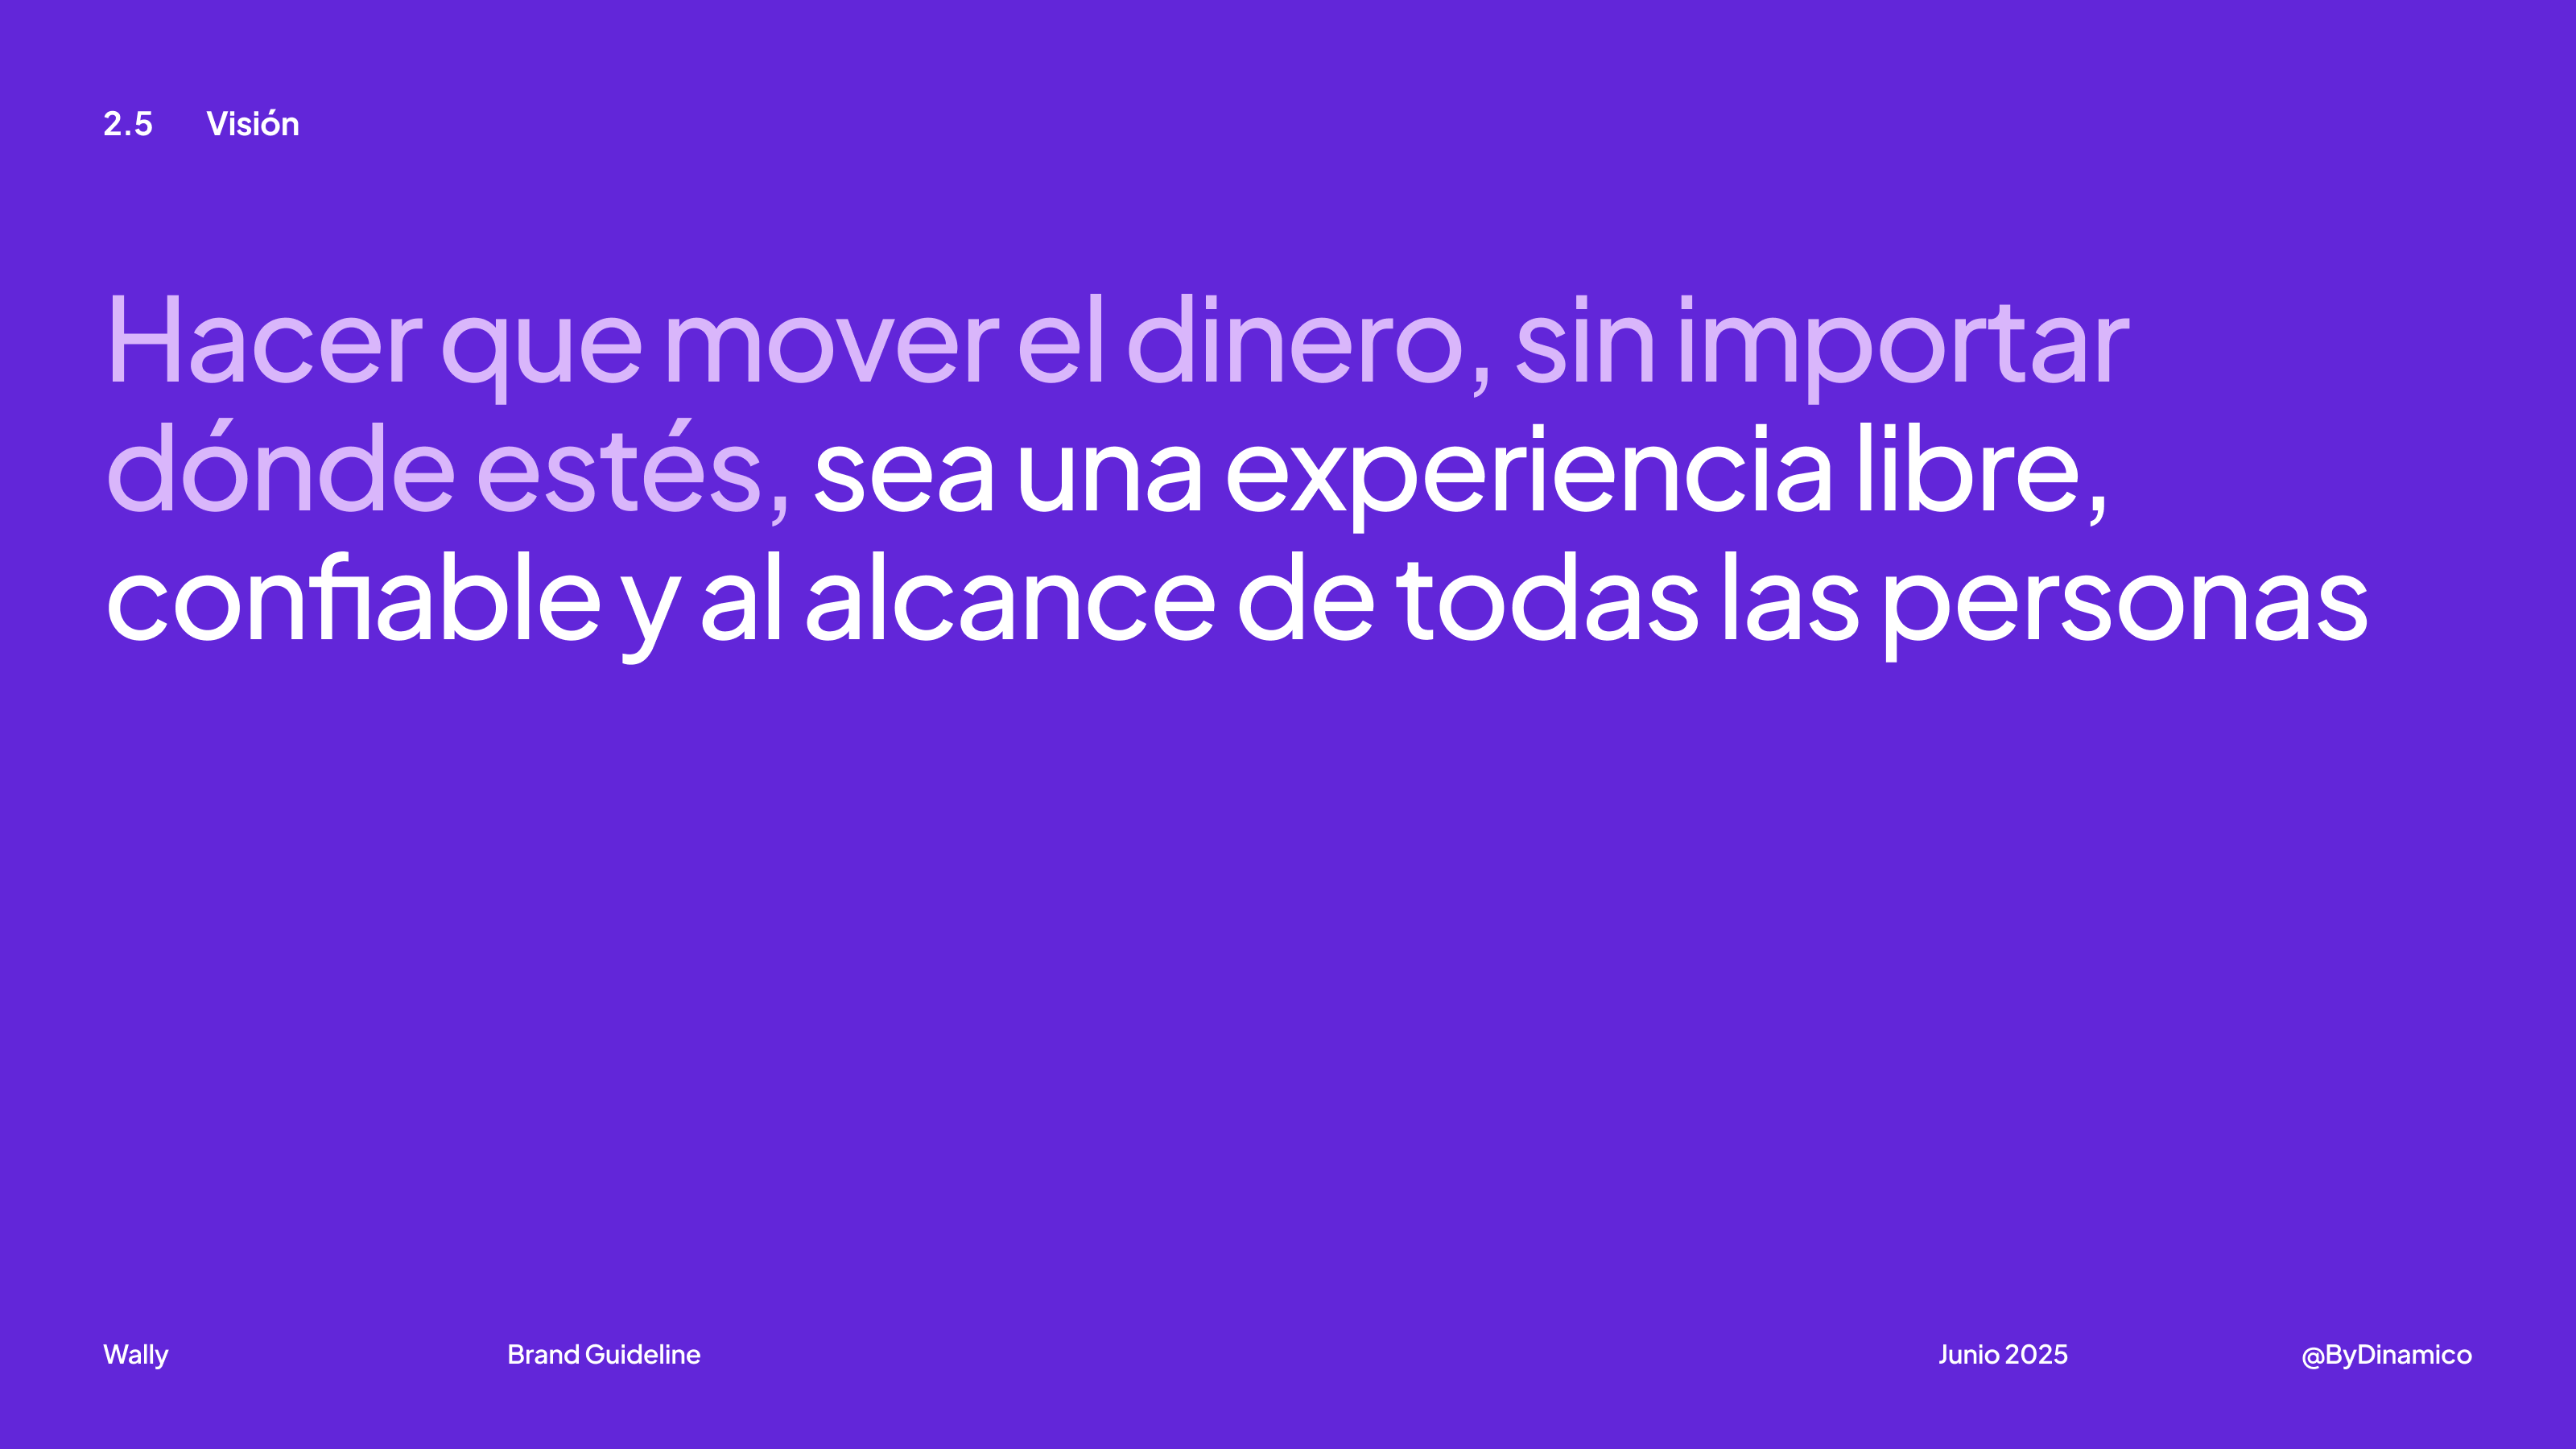 2.5 Visión
Hacer que mover el dinero, sin importar
dónde estés, sea una experiencia libre,
confiable y al alcance de todas las personas
Wally Brand Guideline Junio 2025 @ByDinamico